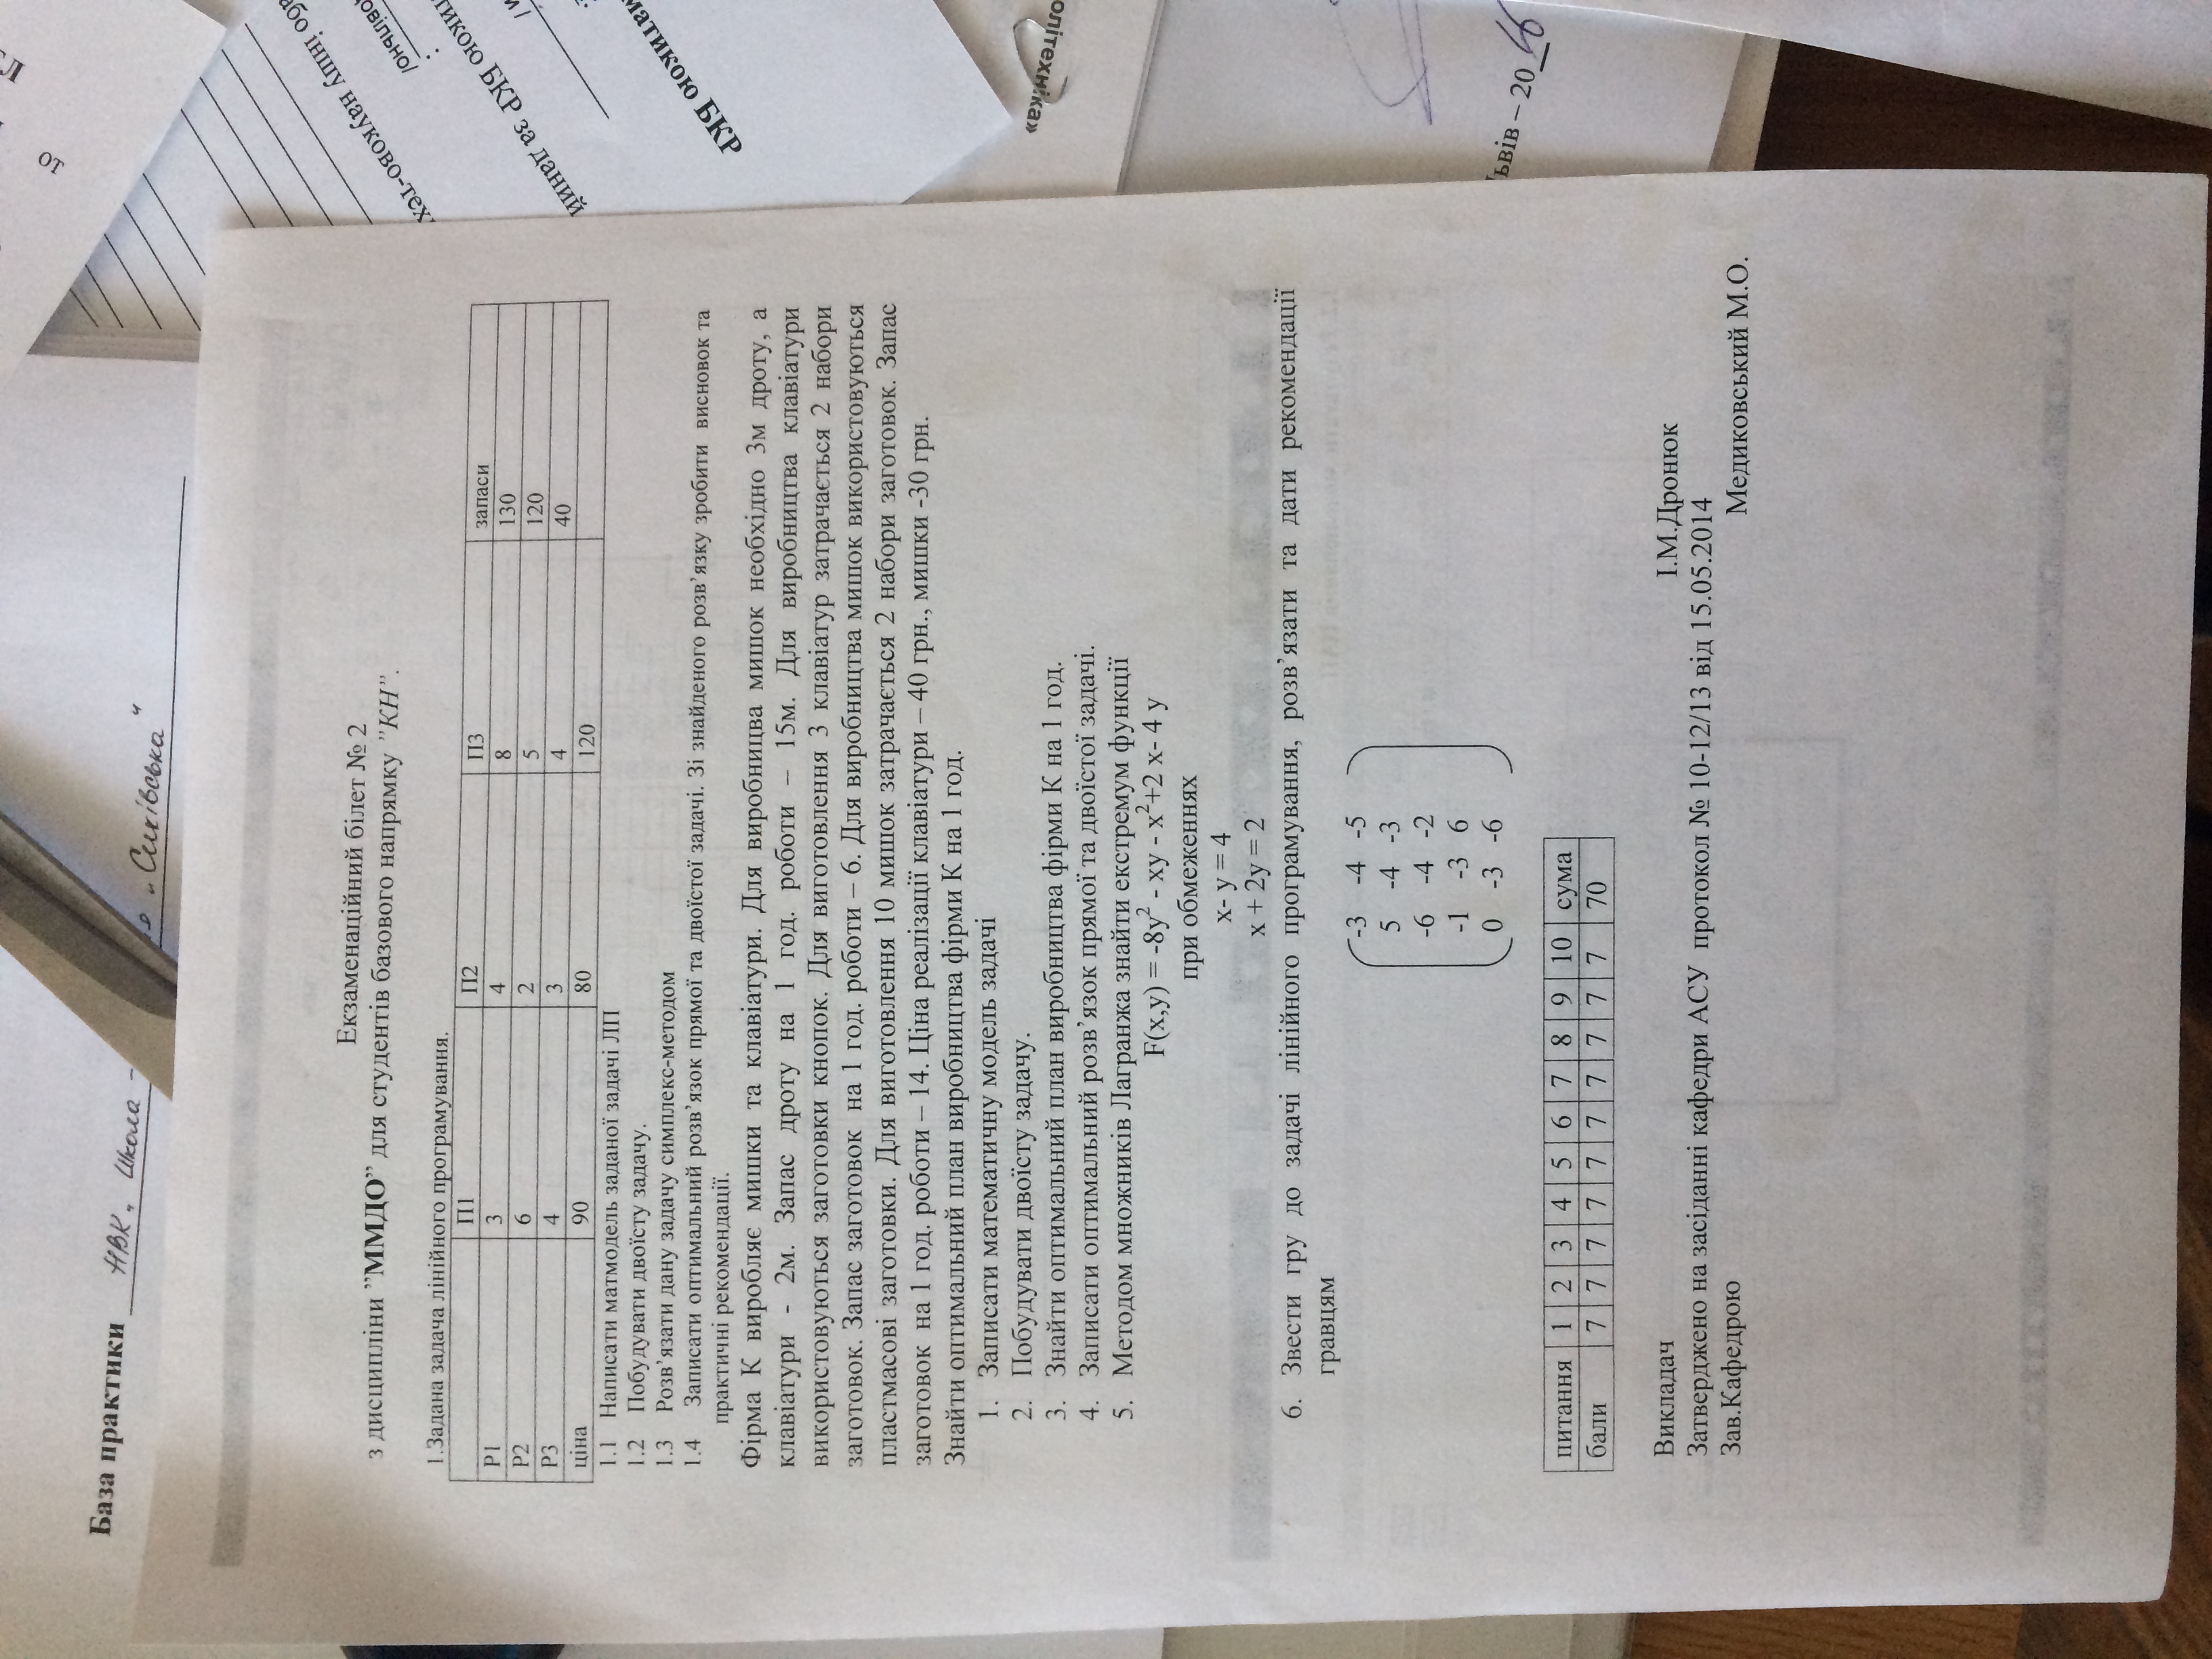 База практики НВК „ Школа – „Сихівська“
Екзаменаційний білет № 2
з дисципліни ”ММДО” для студентів базового напрямку ”КН”.
1.Задана задача лінійного програмування.
П1 П2 П3 запаси
Р1 3 4 8 130
Р2 6 2 5 120
Р3 4 3 4 40
ціна 90 80 120
1.1 Написати матмодель заданої задачі ЛП
1.2 Побудувати двоїсту задачу.
1.3 Розв’язати дану задачу симплекс-методом
1.4 Записати оптимальний розв’язок прямої та двоїстої задачі. Зі знайденого розв’язку зробити висновок та
практичні рекомендації.
Фірма К виробляє мишки та клавіатури. Для виробницва мишок необхідно 3м дроту, а
клавіатури - 2м. Запас дроту на 1 год. роботи – 15м. Для виробництва клавіатури
використовуються заготовки кнопок. Для виготовлення 3 клавіатур затрачається 2 набори
заготовок. Запас заготовок на 1 год. роботи – 6. Для виробництва мишок використовуються
пластмасові заготовки. Для виготовлення 10 мишок затрачається 2 набори заготовок. Запас
заготовок на 1 год. роботи – 14. Ціна реалізації клавіатури – 40 грн., мишки -30 грн.
Знайти оптимальний план виробництва фірми К на 1 год.
1. Записати математичну модель задачі
2. Побудувати двоїсту задачу.
3. Знайти оптимальний план виробництва фірми К на 1 год.
4. Записати оптимальний розв’язок прямої та двоїстої задачі.
5. Методом множників Лагранжа знайти екстремум функції
F(x,y) = -8y² - xy - x²+2 x- 4 y
при обмеженнях
x- y = 4
x + 2y = 2
6. Звести гру до задачі лінійного програмування, розв’язати та дати рекомендації
гравцям
-3 -4 -5
5 -4 -3
-6 -4 -2
-1 -3 6
0 -3 -6
питання 1 2 3 4 5 6 7 8 9 10 сума
бали 7 7 7 7 7 7 7 7 7 7 70
Викладач І.М.Дронюк
Затверджено на засіданні кафедри АСУ протокол № 10-12/13 від 15.05.2014
Зав.Кафедрою Медиковський М.О.
от
або іншу науково-тех
тикою БКР за даний
матикою БКР
олітехніка»
ьвів – 20 16